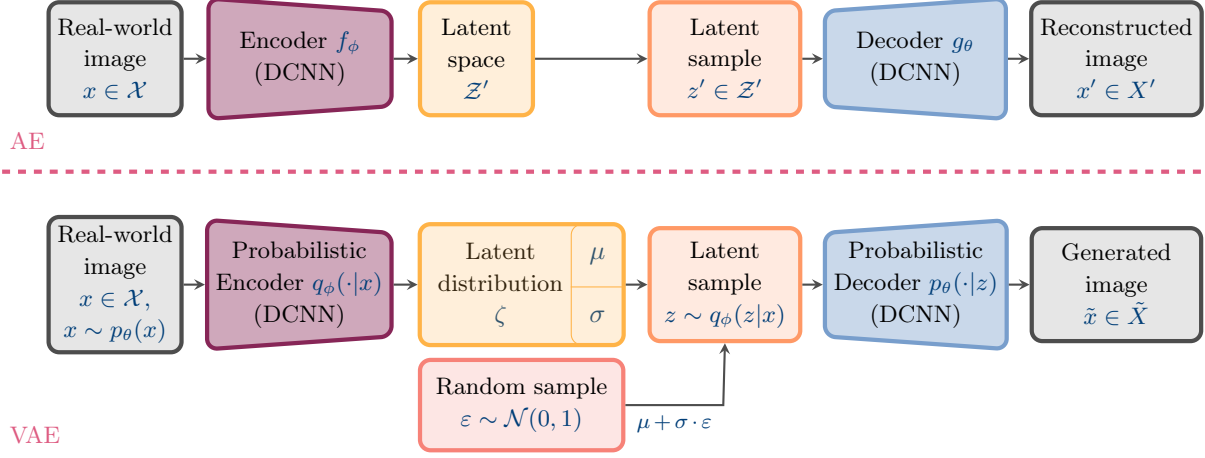 Real-world
image
x ∈ 𝒳
Encoder f_ϕ
(DCNN)
Latent
space
𝒵′
Latent
sample
z′ ∈ 𝒵′
Decoder g_θ
(DCNN)
Reconstructed
image
x′ ∈ X′
AE
Real-world
image
x ∈ 𝒳,
x ∼ p_θ(x)
Probabilistic
Encoder q_ϕ(·|x)
(DCNN)
Latent
distribution
ζ
μ
σ
Latent
sample
z ∼ q_ϕ(z|x)
Probabilistic
Decoder p_θ(·|z)
(DCNN)
Generated
image
x̃ ∈ X̃
Random sample
ε ∼ 𝒩(0, 1)
μ + σ · ε
VAE